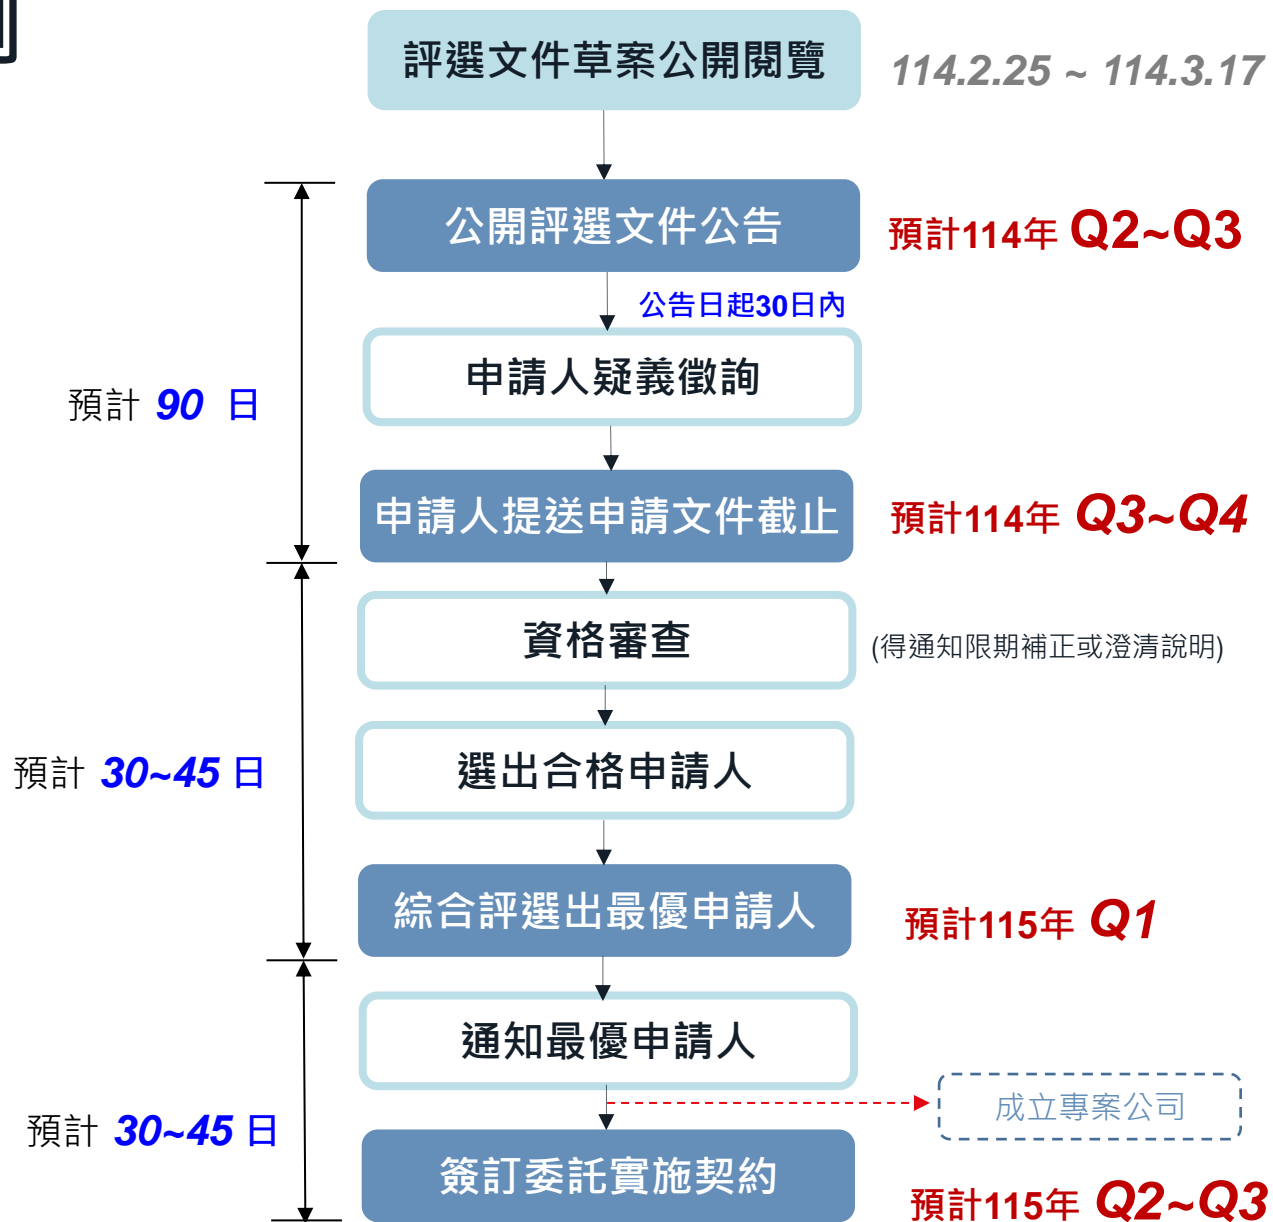 評選文件草案公開閱覽
114.2.25 ~ 114.3.17
公開評選文件公告
預計114年 Q2~Q3
公告日起30日內
申請人疑義徵詢
預計 90 日
申請人提送申請文件截止
預計114年 Q3~Q4
資格審查
(得通知限期補正或澄清說明)
選出合格申請人
預計 30~45 日
綜合評選出最優申請人
預計115年 Q1
通知最優申請人
成立專案公司
預計 30~45 日
簽訂委託實施契約
預計115年 Q2~Q3